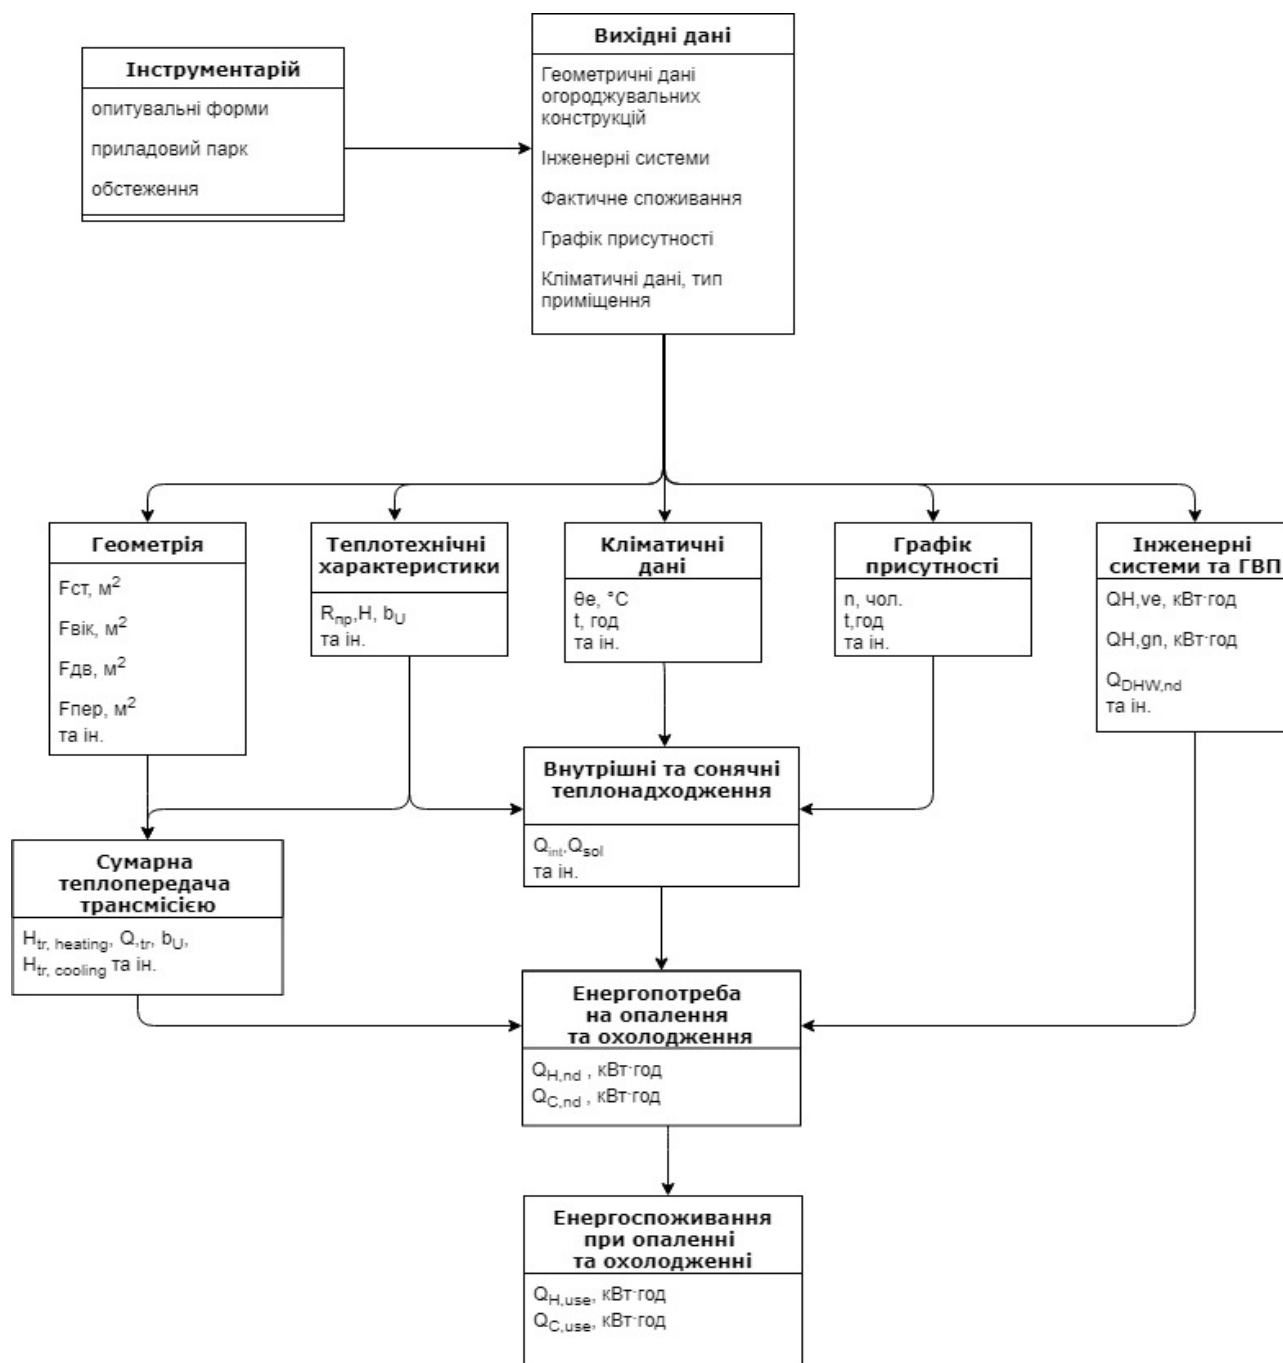 Інструментарій
опитувальні форми
приладовий парк
обстеження
Вихідні дані
Геометричні дані
огороджувальних
конструкцій
Інженерні системи
Фактичне споживання
Графік присутності
Кліматичні дані, тип
приміщення
Геометрія
Fст, м²
Fвік, м²
Fдв, м²
Fпер, м²
та ін.
Теплотехнічні
характеристики
Rпр,H, bU
та ін.
Кліматичні
дані
θe, °C
t, год
та ін.
Графік
присутності
n, чол.
t,год
та ін.
Інженерні
системи та ГВП
QH,ve, кВт·год
QH,gn, кВт·год
QDHW,nd
та ін.
Внутрішні та сонячні
теплонадходження
Qint,Qsol
та ін.
Сумарна
теплопередача
трансмісією
Htr, heating, Q,tr, bU,
Htr, cooling та ін.
Енергопотреба
на опалення
та охолодження
QH,nd , кВт·год
QC,nd , кВт·год
Енергоспоживання
при опаленні
та охолодженні
QH,use, кВт·год
QC,use, кВт·год